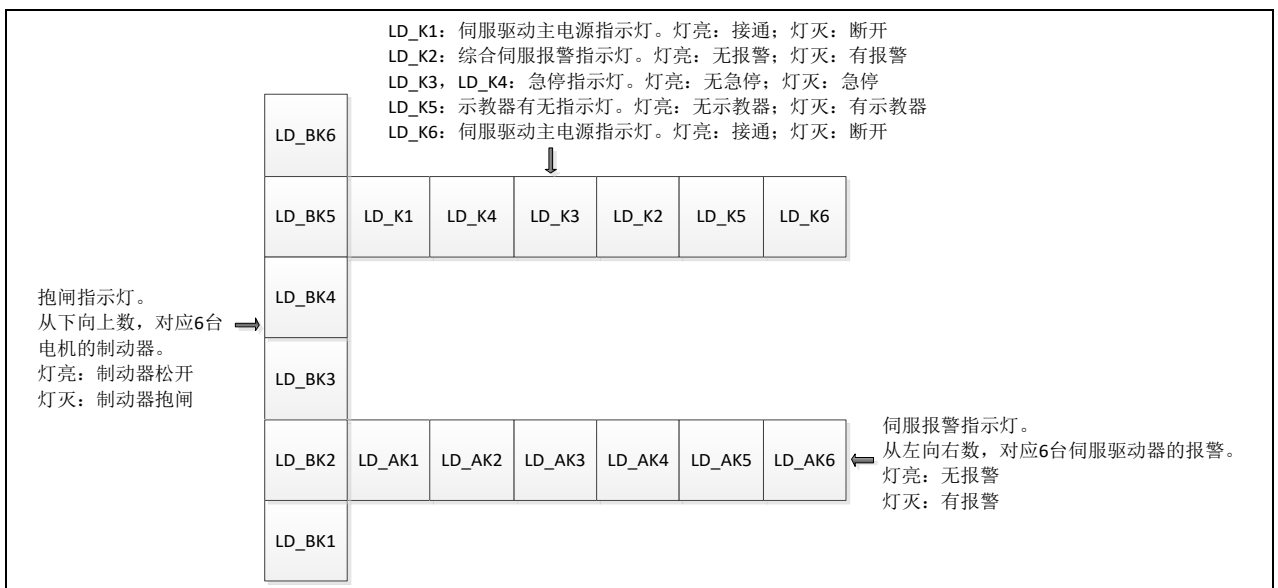 LD_K1：伺服驱动主电源指示灯。灯亮：接通；灯灭：断开
LD_K2：综合伺服报警指示灯。灯亮：无报警；灯灭：有报警
LD_K3，LD_K4：急停指示灯。灯亮：无急停；灯灭：急停
LD_K5：示教器有无指示灯。灯亮：无示教器；灯灭：有示教器
LD_K6：伺服驱动主电源指示灯。灯亮：接通；灯灭：断开
LD_BK6
LD_BK5 LD_K1 LD_K4 LD_K3 LD_K2 LD_K5 LD_K6
LD_BK4
抱闸指示灯。
从下向上数，对应6台
电机的制动器。
灯亮：制动器松开
灯灭：制动器抱闸
LD_BK3
LD_BK2 LD_AK1 LD_AK2 LD_AK3 LD_AK4 LD_AK5 LD_AK6
伺服报警指示灯。
从左向右数，对应6台伺服驱动器的报警。
灯亮：无报警
灯灭：有报警
LD_BK1